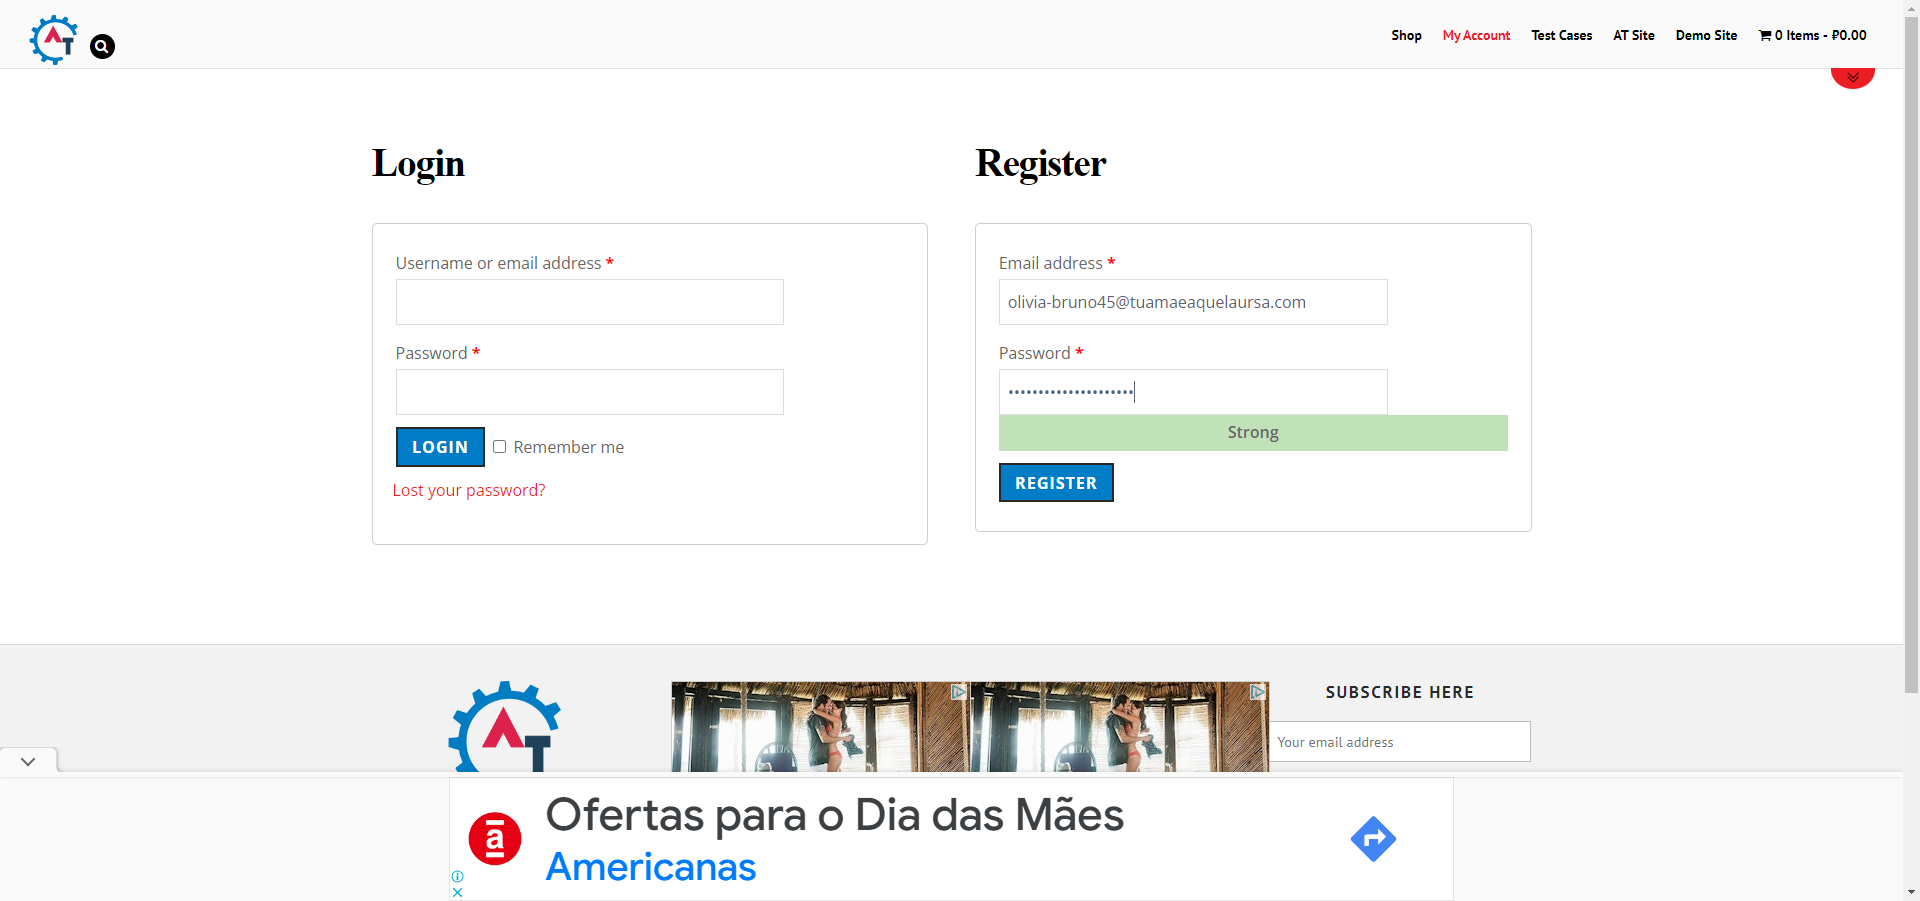 AT
Shop
My Account
Test Cases
AT Site
Demo Site
0 Items - ₽0.00
Login
Register
Username or email address *
Password *
LOGIN
Remember me
Lost your password?
Email address *
olivia-bruno45@tuamaeaquelaursa.com
Password *
•••••••••••••••••••••
Strong
REGISTER
AT
SUBSCRIBE HERE
Your email address
a
Ofertas para o Dia das Mães
Americanas